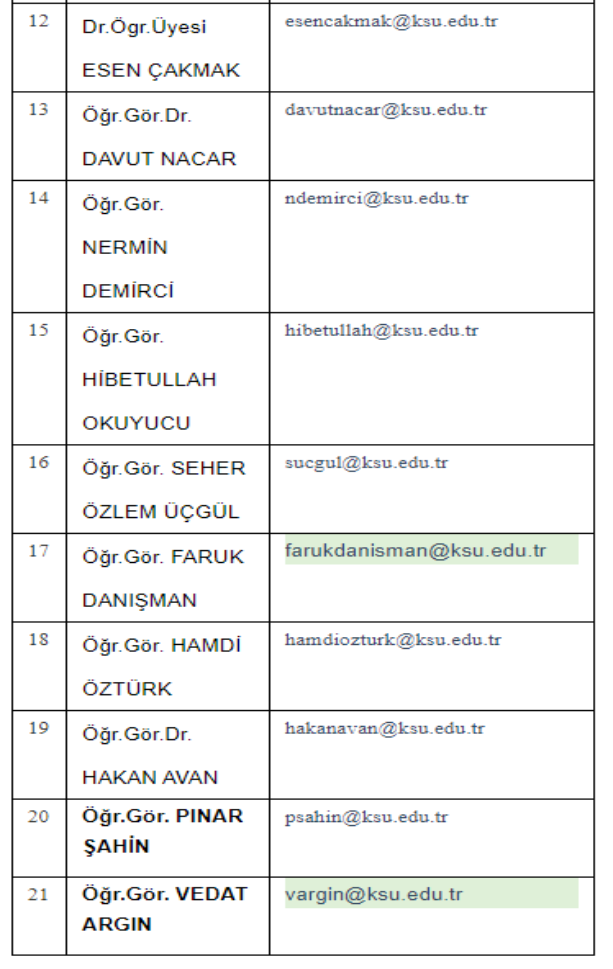 12 Dr.Ögr.Üyesi esencakmak@ksu.edu.tr
ESEN ÇAKMAK
13 Öğr.Gör.Dr. davutnacar@ksu.edu.tr
DAVUT NACAR
14 Öğr.Gör. ndemirci@ksu.edu.tr
NERMİN
DEMİRCİ
15 Öğr.Gör. hibetullah@ksu.edu.tr
HİBETULLAH
OKUYUCU
16 Öğr.Gör. SEHER sucgul@ksu.edu.tr
ÖZLEM ÜÇGÜL
17 Öğr.Gör. FARUK farukdanisman@ksu.edu.tr
DANIŞMAN
18 Öğr.Gör. HAMDİ hamdiozturk@ksu.edu.tr
ÖZTÜRK
19 Öğr.Gör.Dr. hakanavan@ksu.edu.tr
HAKAN AVAN
20 Öğr.Gör. PINAR psahin@ksu.edu.tr
ŞAHİN
21 Öğr.Gör. VEDAT vargin@ksu.edu.tr
ARGIN